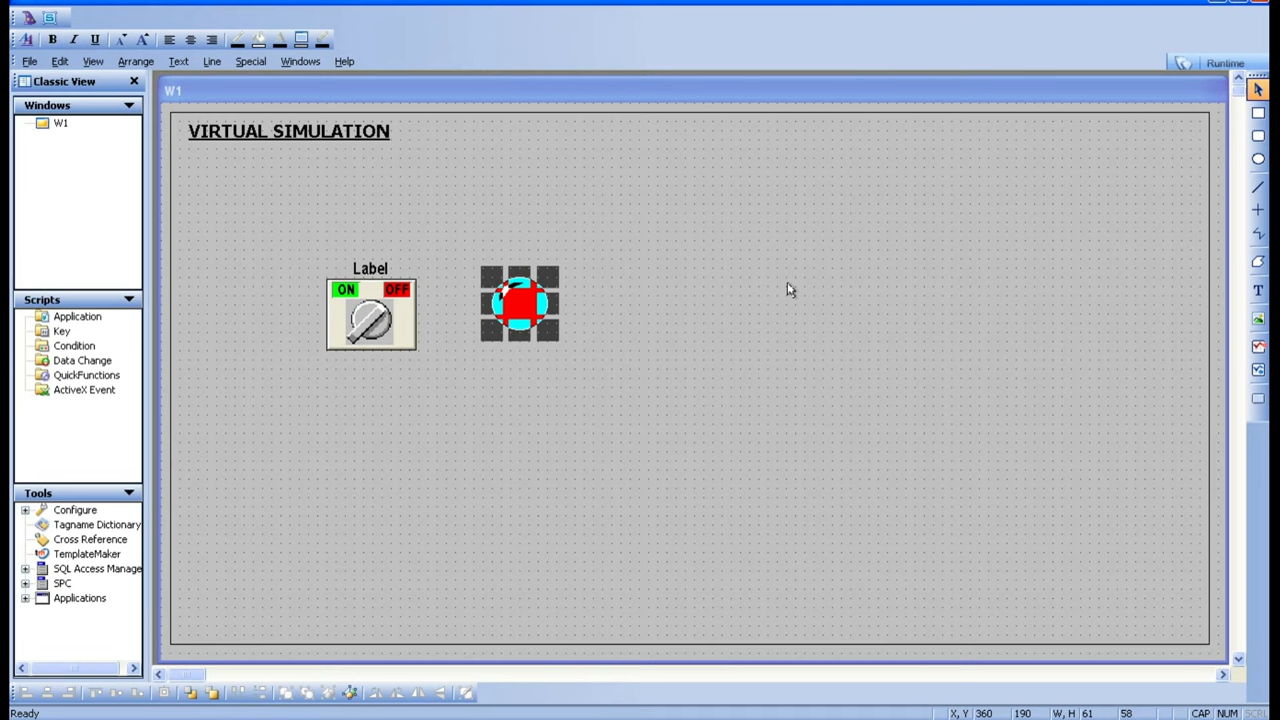 B I U A A
File Edit View Arrange Text Line Special Windows Help Runtime
Classic View
Windows
W1
Scripts
Application
Key
Condition
Data Change
QuickFunctions
ActiveX Event
Tools
Configure
Tagname Dictionary
Cross Reference
TemplateMaker
SQL Access Manage
SPC
Applications
W1
VIRTUAL SIMULATION
Label
ON OFF
T
Ready X, Y 360 190 W, H 61 58 CAP NUM SCRL